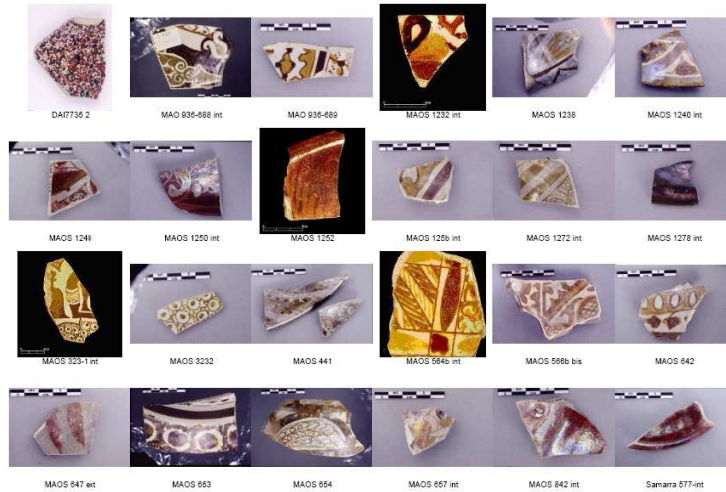 DAI7735 2
MAO 936-688 int
MAO 936-689
MAOS 1232 int
MAOS 1238
MAOS 1240 int
MAOS 1249
MAOS 1250 int
MAOS 1252
MAOS 125b int
MAOS 1272 int
MAOS 1278 int
MAOS 323-1 int
MAOS 3232
MAOS 441
MAOS 564b int
MAOS 566b bis
MAOS 642
MAOS 647 ext
MAOS 653
MAOS 654
MAOS 657 int
MAOS 842 int
Samarra 577-int